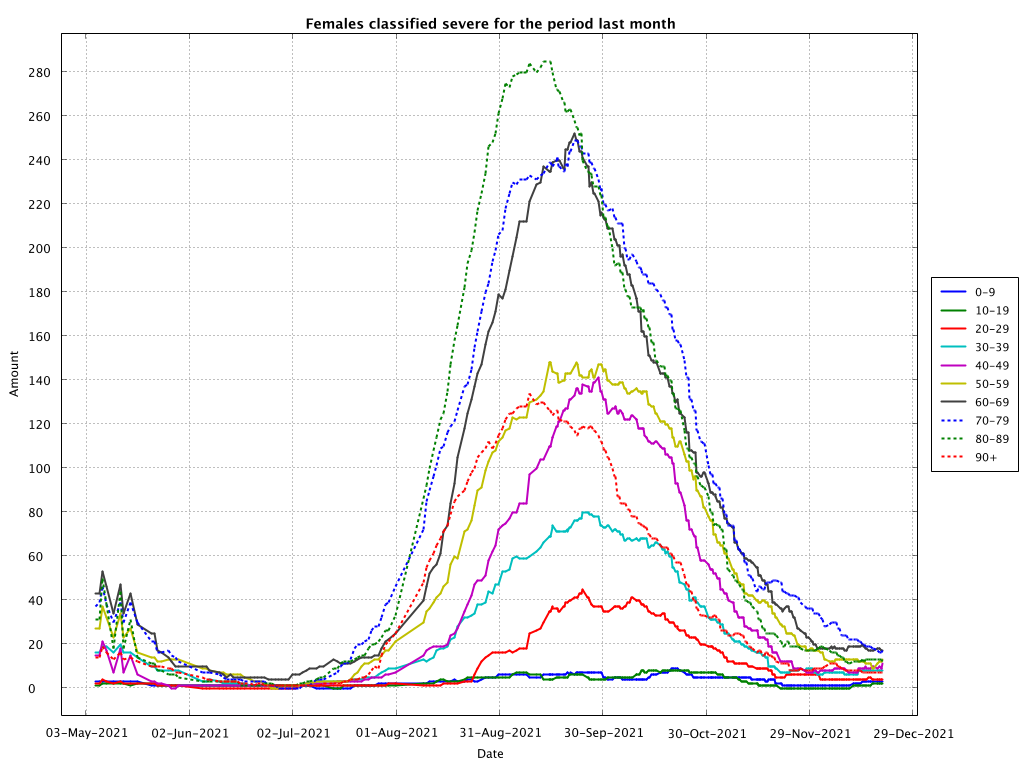 Females classified severe for the period last month
Amount
280
260
240
220
200
180
160
140
120
100
80
60
40
20
0
03-May-2021
02-Jun-2021
02-Jul-2021
01-Aug-2021
31-Aug-2021
30-Sep-2021
30-Oct-2021
29-Nov-2021
29-Dec-2021
Date
0-9
10-19
20-29
30-39
40-49
50-59
60-69
70-79
80-89
90+